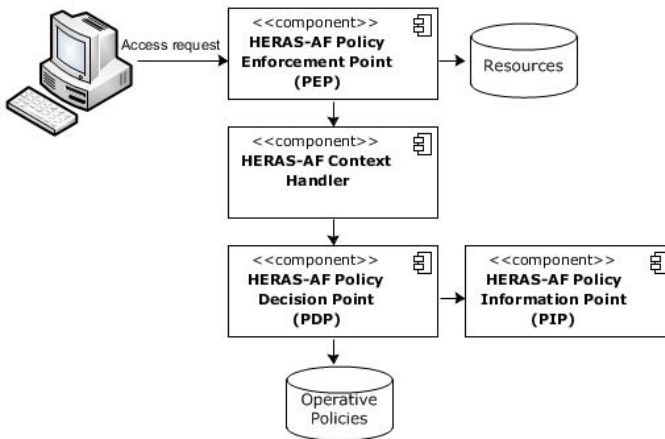 Access request
<<component>>
HERAS-AF Policy
Enforcement Point
(PEP)
Resources
<<component>>
HERAS-AF Context
Handler
<<component>>
HERAS-AF Policy
Decision Point
(PDP)
<<component>>
HERAS-AF Policy
Information Point
(PIP)
Operative
Policies